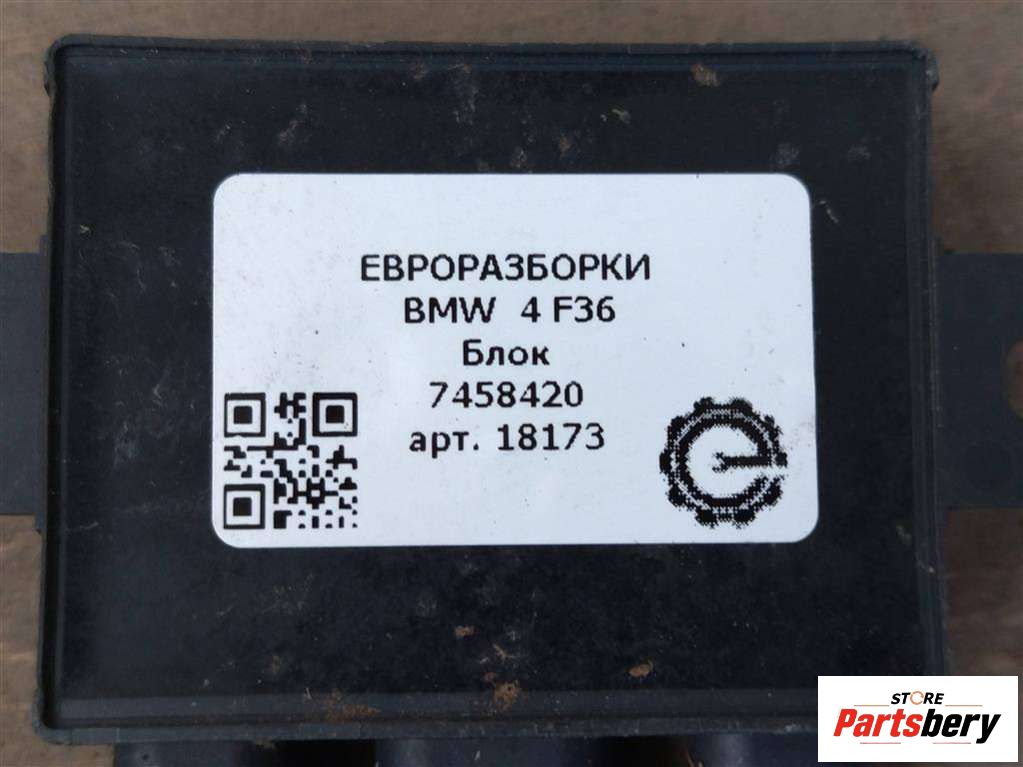 ЕВРОРАЗБОРКИ
BMW 4 F36
Блок
7458420
арт. 18173
STORE
Partsbery